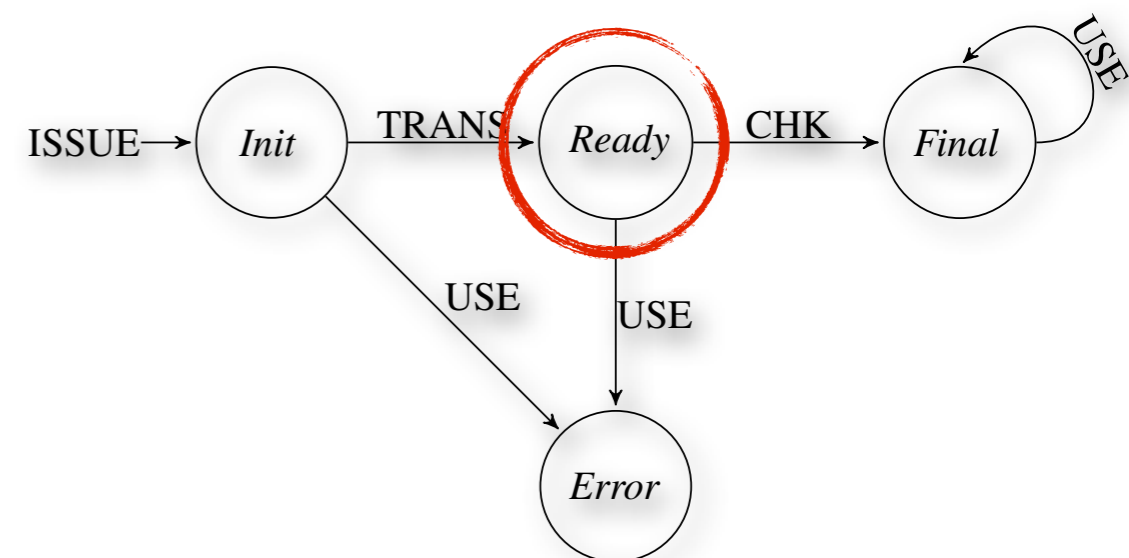 USE
ISSUE
Init
TRANS
Ready
CHK
Final
USE
USE
Error